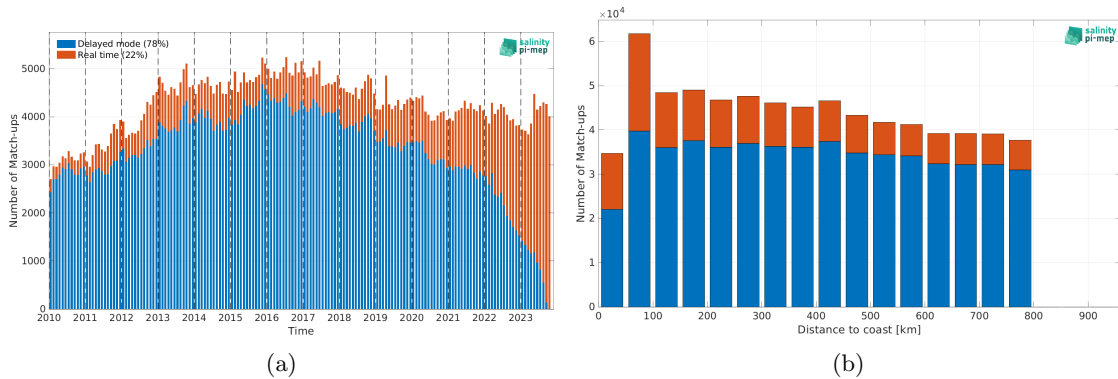 Delayed mode (78%)
Real time (22%)
salinity
pi-mep
Number of Match-ups
5000
4000
3000
2000
1000
0
2010 2011 2012 2013 2014 2015 2016 2017 2018 2019 2020 2021 2022 2023
Time
(a)
×10⁴
salinity
pi-mep
Number of Match-ups
6
5
4
3
2
1
0
0 100 200 300 400 500 600 700 800 900
Distance to coast [km]
(b)